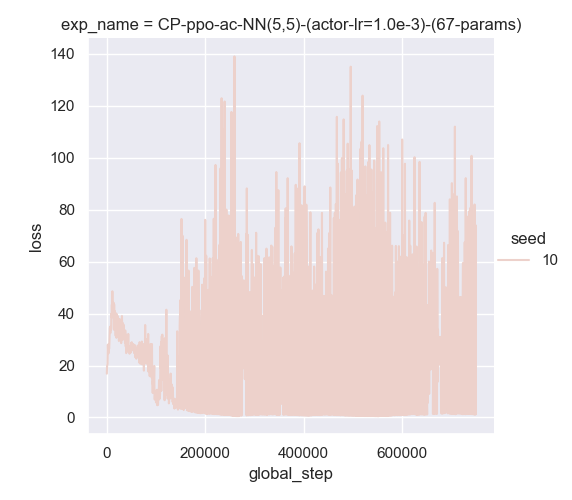 exp_name = CP-ppo-ac-NN(5,5)-(actor-lr=1.0e-3)-(67-params)
140
120
100
80
60
40
20
0
loss
0 200000 400000 600000
global_step
seed
10